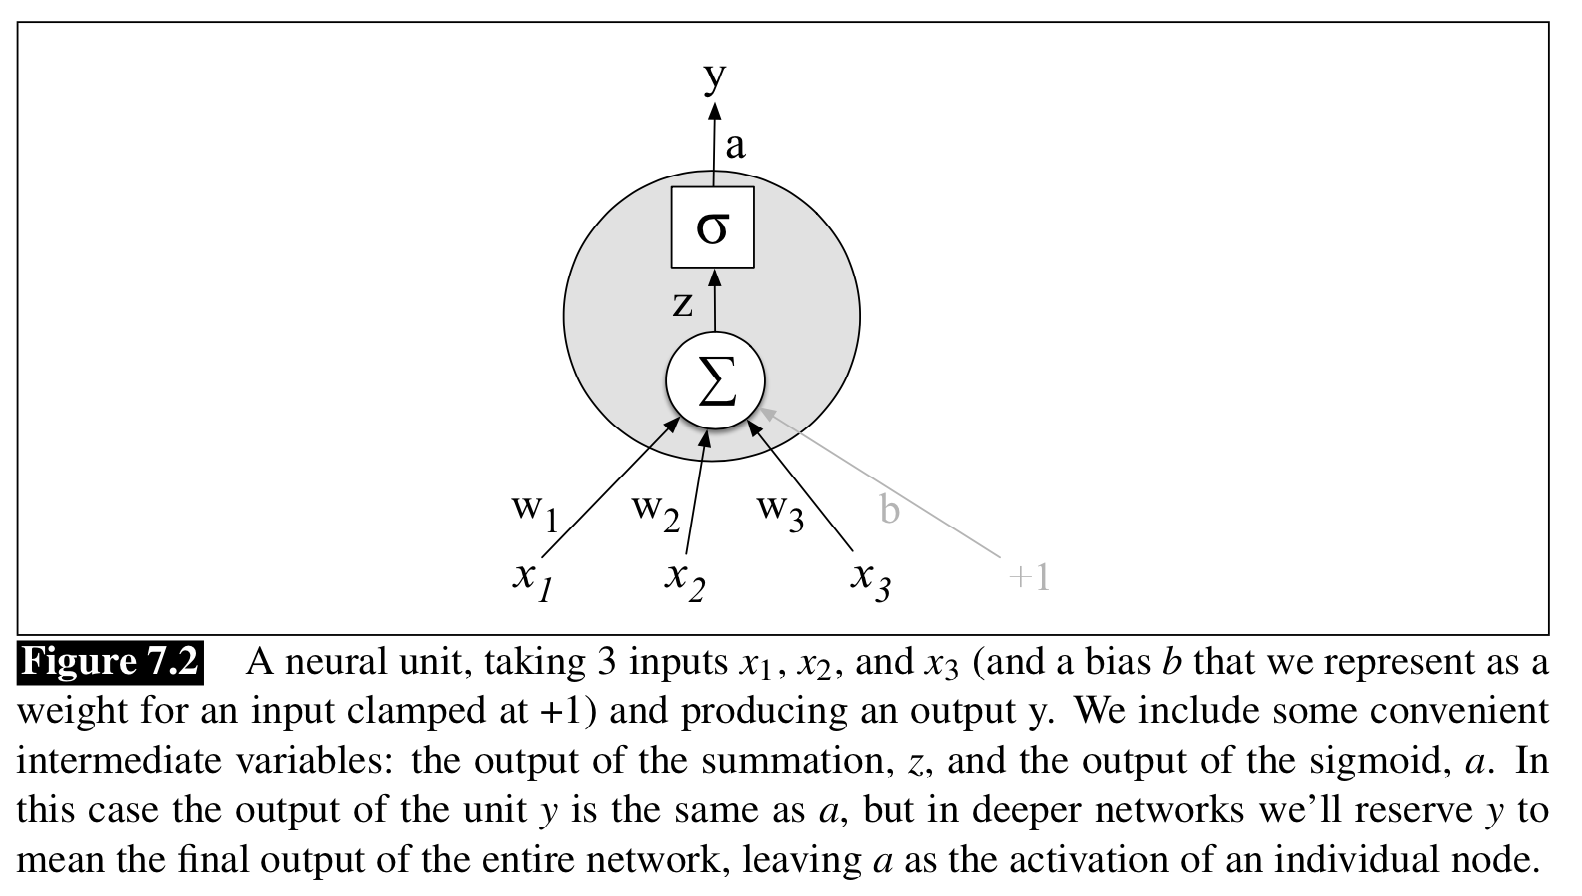 y
a
σ
z
Σ
w1 w2 w3 b
x1 x2 x3 +1
Figure 7.2 A neural unit, taking 3 inputs x1, x2, and x3 (and a bias b that we represent as a
weight for an input clamped at +1) and producing an output y. We include some convenient
intermediate variables: the output of the summation, z, and the output of the sigmoid, a. In
this case the output of the unit y is the same as a, but in deeper networks we’ll reserve y to
mean the final output of the entire network, leaving a as the activation of an individual node.